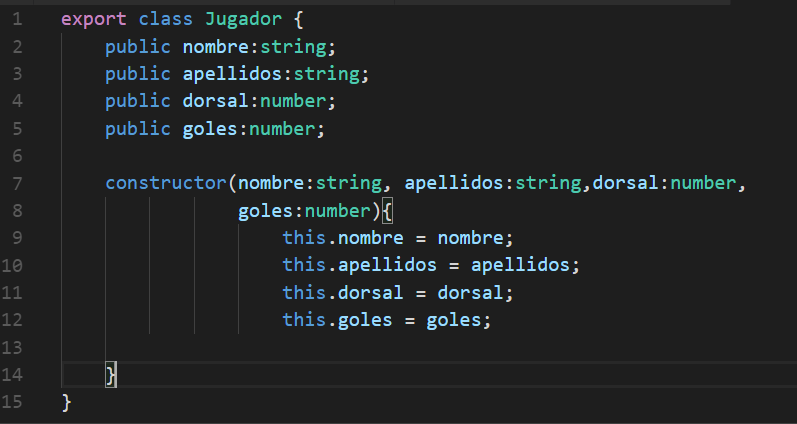 1 export class Jugador {
2 public nombre:string;
3 public apellidos:string;
4 public dorsal:number;
5 public goles:number;
6
7 constructor(nombre:string, apellidos:string,dorsal:number,
8 goles:number){
9 this.nombre = nombre;
10 this.apellidos = apellidos;
11 this.dorsal = dorsal;
12 this.goles = goles;
13
14 }
15 }